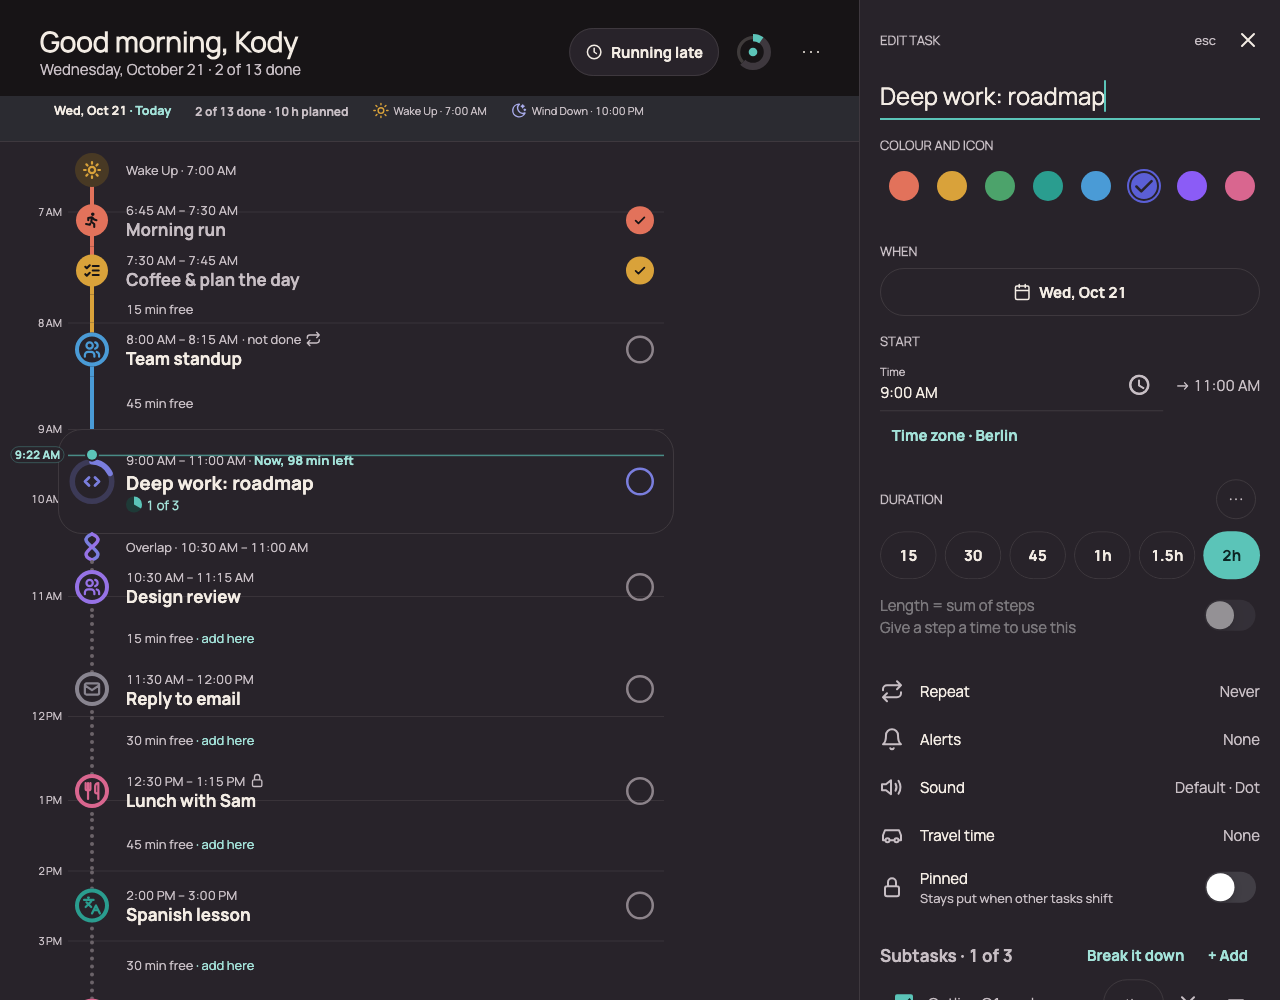 Good morning, Kody
Wednesday, October 21 · 2 of 13 done
Running late
Wed, Oct 21 · Today
2 of 13 done · 10 h planned
Wake Up · 7:00 AM
Wind Down · 10:00 PM
Wake Up · 7:00 AM
7 AM
6:45 AM – 7:30 AM
Morning run
7:30 AM – 7:45 AM
Coffee & plan the day
15 min free
8 AM
8:00 AM – 8:15 AM · not done
Team standup
45 min free
9 AM
9:22 AM
9:00 AM – 11:00 AM · Now, 98 min left
Deep work: roadmap
10 AM
1 of 3
Overlap · 10:30 AM – 11:00 AM
10:30 AM – 11:15 AM
11 AM
Design review
15 min free · add here
11:30 AM – 12:00 PM
Reply to email
12 PM
30 min free · add here
12:30 PM – 1:15 PM
1 PM
Lunch with Sam
45 min free · add here
2 PM
2:00 PM – 3:00 PM
Spanish lesson
3 PM
30 min free · add here
EDIT TASK
esc
Deep work: roadmap
COLOUR AND ICON
WHEN
Wed, Oct 21
START
Time
9:00 AM
→ 11:00 AM
Time zone · Berlin
DURATION
15
30
45
1h
1.5h
2h
Length = sum of steps
Give a step a time to use this
Repeat
Never
Alerts
None
Sound
Default · Dot
Travel time
None
Pinned
Stays put when other tasks shift
Subtasks · 1 of 3
Break it down
+ Add